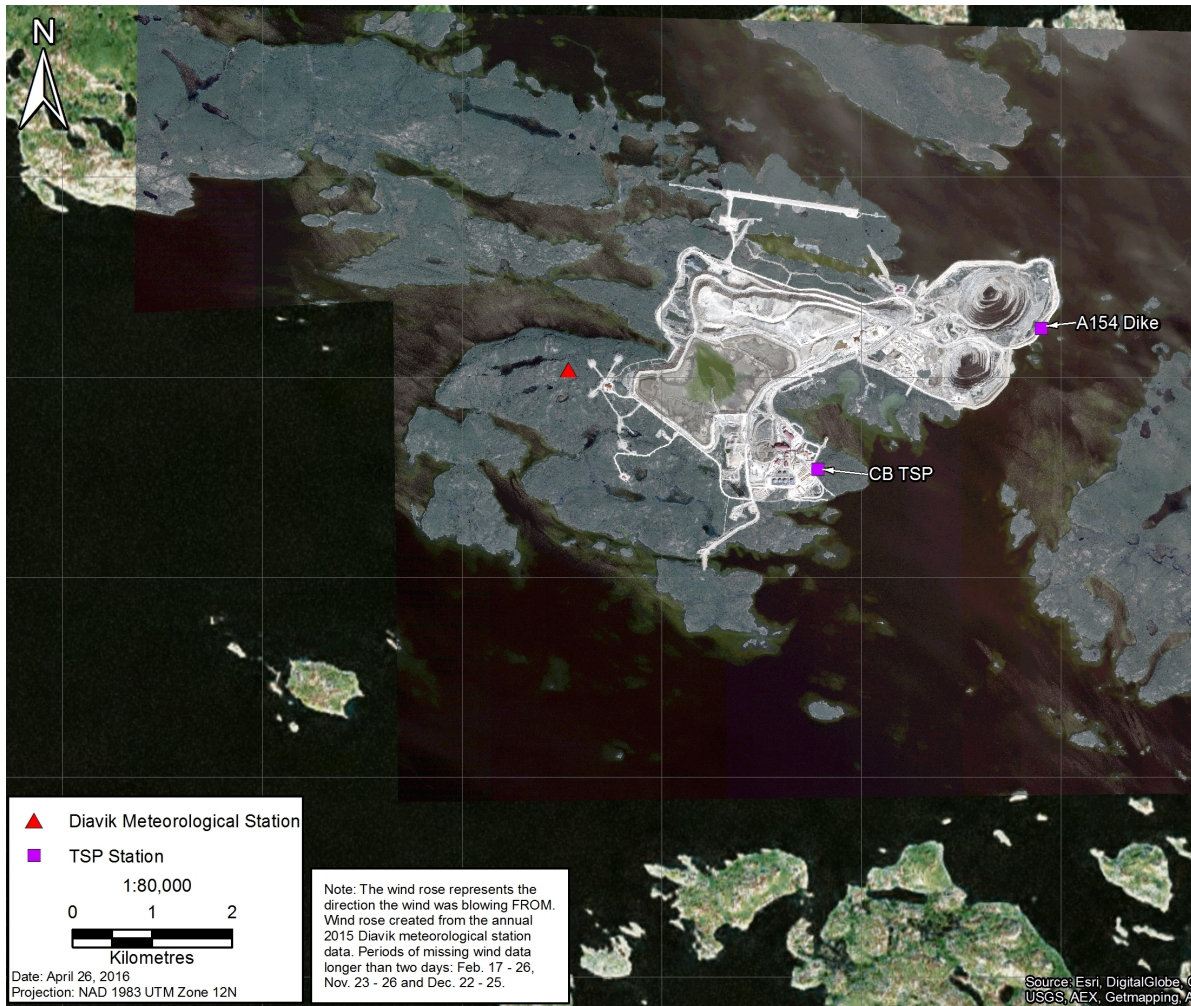 N
A154 Dike
CB TSP
Diavik Meteorological Station
TSP Station
1:80,000
0 1 2
Kilometres
Date: April 26, 2016
Projection: NAD 1983 UTM Zone 12N
Note: The wind rose represents the
direction the wind was blowing FROM.
Wind rose created from the annual
2015 Diavik meteorological station
data. Periods of missing wind data
longer than two days: Feb. 17 - 26,
Nov. 23 - 26 and Dec. 22 - 25.
Source: Esri, DigitalGlobe,
USGS, AEX, Getmapping,